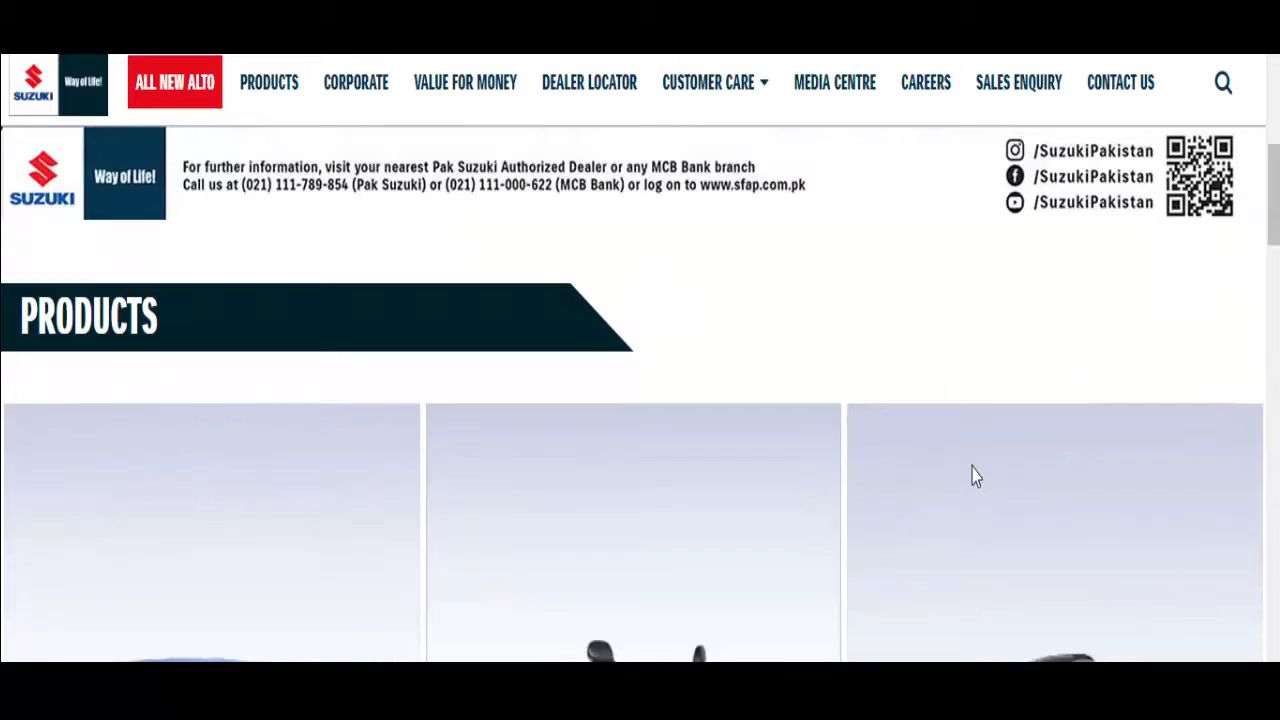 SUZUKI
Way of Life!
ALL NEW ALTO PRODUCTS CORPORATE VALUE FOR MONEY DEALER LOCATOR CUSTOMER CARE MEDIA CENTRE CAREERS SALES ENQUIRY CONTACT US
SUZUKI
Way of Life!
For further information, visit your nearest Pak Suzuki Authorized Dealer or any MCB Bank branch
Call us at (021) 111-789-854 (Pak Suzuki) or (021) 111-000-622 (MCB Bank) or log on to www.sfap.com.pk
/SuzukiPakistan
/SuzukiPakistan
/SuzukiPakistan
PRODUCTS